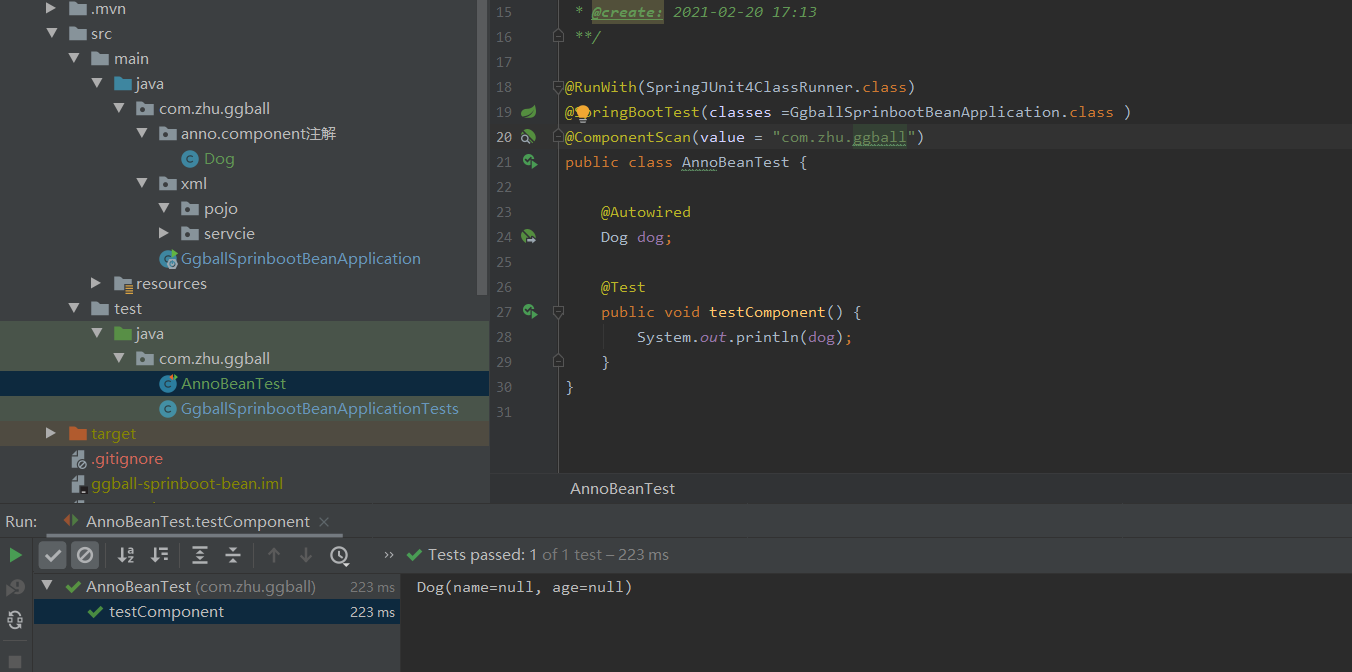 .mvn
src
main
java
com.zhu.ggball
anno.component注解
Dog
xml
pojo
servcie
GgballSprinbootBeanApplication
resources
test
java
com.zhu.ggball
AnnoBeanTest
GgballSprinbootBeanApplicationTests
target
.gitignore
ggball-sprinboot-bean.iml
15 * @create: 2021-02-20 17:13
16 **/
17
18 @RunWith(SpringJUnit4ClassRunner.class)
19 @SpringBootTest(classes =GgballSprinbootBeanApplication.class )
20 @ComponentScan(value = "com.zhu.ggball")
21 public class AnnoBeanTest {
22
23 @Autowired
24 Dog dog;
25
26 @Test
27 public void testComponent() {
28 System.out.println(dog);
29 }
30 }
31
AnnoBeanTest
Run: AnnoBeanTest.testComponent
Tests passed: 1 of 1 test – 223 ms
AnnoBeanTest (com.zhu.ggball) 223 ms
testComponent 223 ms
Dog(name=null, age=null)